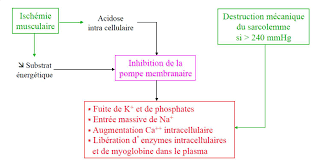 Ischémie
musculaire
Acidose
intra cellulaire
Destruction mécanique
du sarcolemme
si > 240 mmHg
↘ Substrat
énergétique
Inhibition de la
pompe membranaire
• Fuite de K⁺ et de phosphates
• Entrée massive de Na⁺
• Augmentation Ca⁺⁺ intracellulaire
• Libération d'enzymes intracellulaires
et de myoglobine dans le plasma